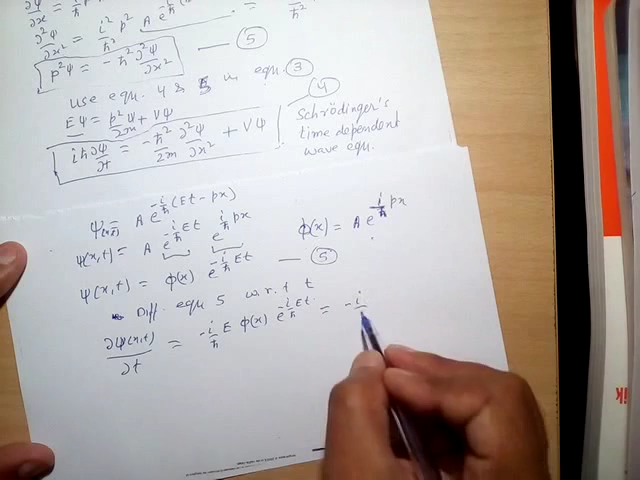 ∂Ψ/∂x = i/ħ p
∂²Ψ/∂x² = i²/ħ² p² A e =
p²Ψ = -ħ² ∂²Ψ/∂x² — 5
use equ. 4 & 5 in equ. 3
EΨ = p²Ψ/2m + VΨ
iħ ∂Ψ/∂t = -ħ²/2m ∂²Ψ/∂x² + VΨ 4
Schrödinger's
time dependent
wave equ.
Ψ(x,t) = A e^{-i/ħ (Et - px)}
Ψ(x,t) = A e^{-i/ħ Et} e^{i/ħ px} ϕ(x) = A e^{i/ħ px}
Ψ(x,t) = ϕ(x) e^{-i/ħ Et} — 5
Diff. equ 5 w.r.t t
∂Ψ(x,t)/∂t = -i/ħ E ϕ(x) e^{-i/ħ Et} = -i/